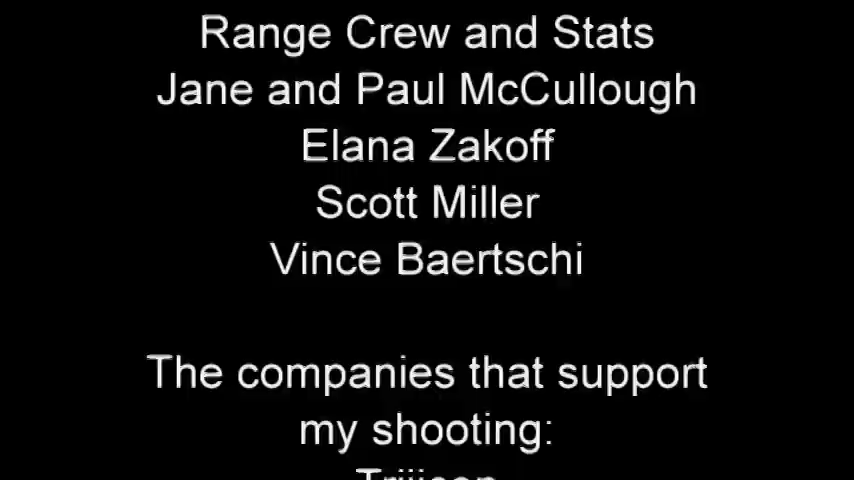 Range Crew and Stats
Jane and Paul McCullough
Elana Zakoff
Scott Miller
Vince Baertschi
The companies that support
my shooting: